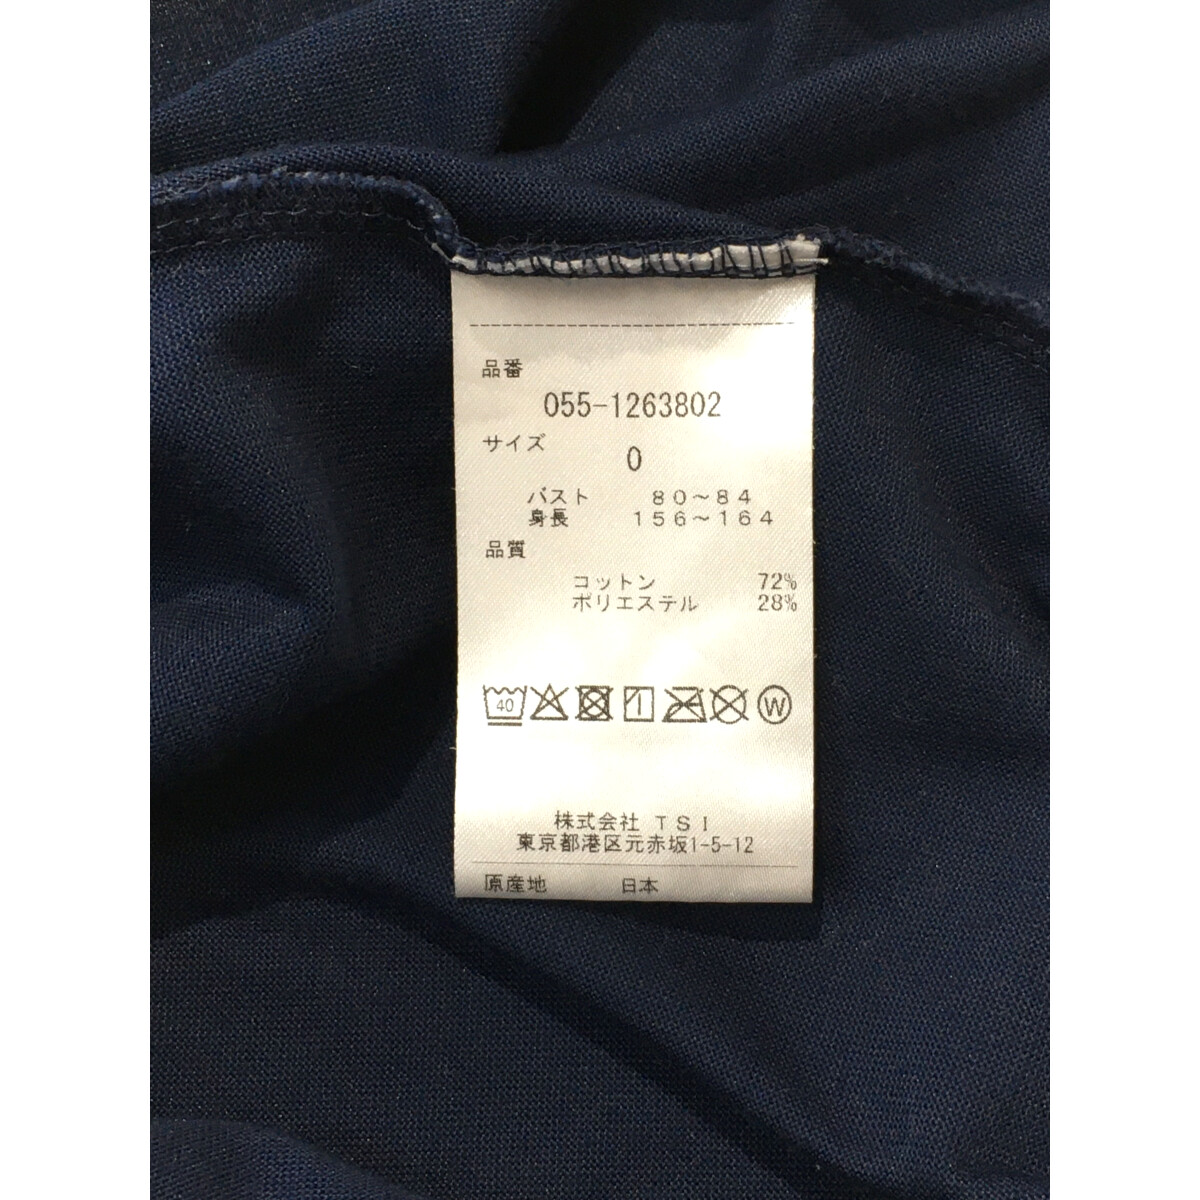 品番
055-1263802
サイズ
0
バスト 80～84
身長 156～164
品質
コットン 72%
ポリエステル 28%
40 W
株式会社 TSI
東京都港区元赤坂1-5-12
原産地 日本